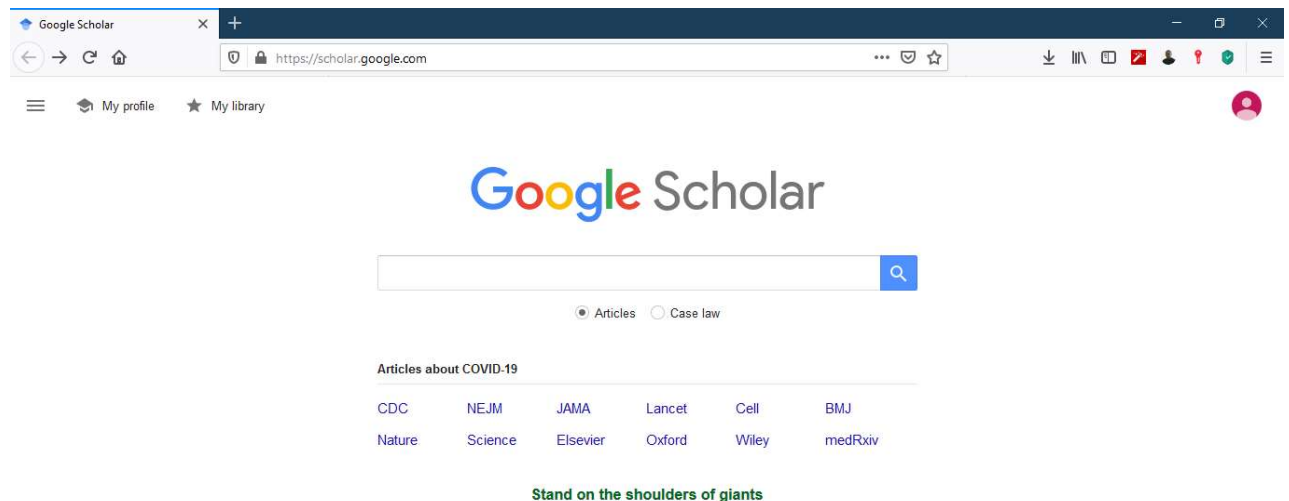 Google Scholar
https://scholar.google.com
My profile
My library
Google Scholar
Articles Case law
Articles about COVID-19
CDC NEJM JAMA Lancet Cell BMJ
Nature Science Elsevier Oxford Wiley medRxiv
Stand on the shoulders of giants